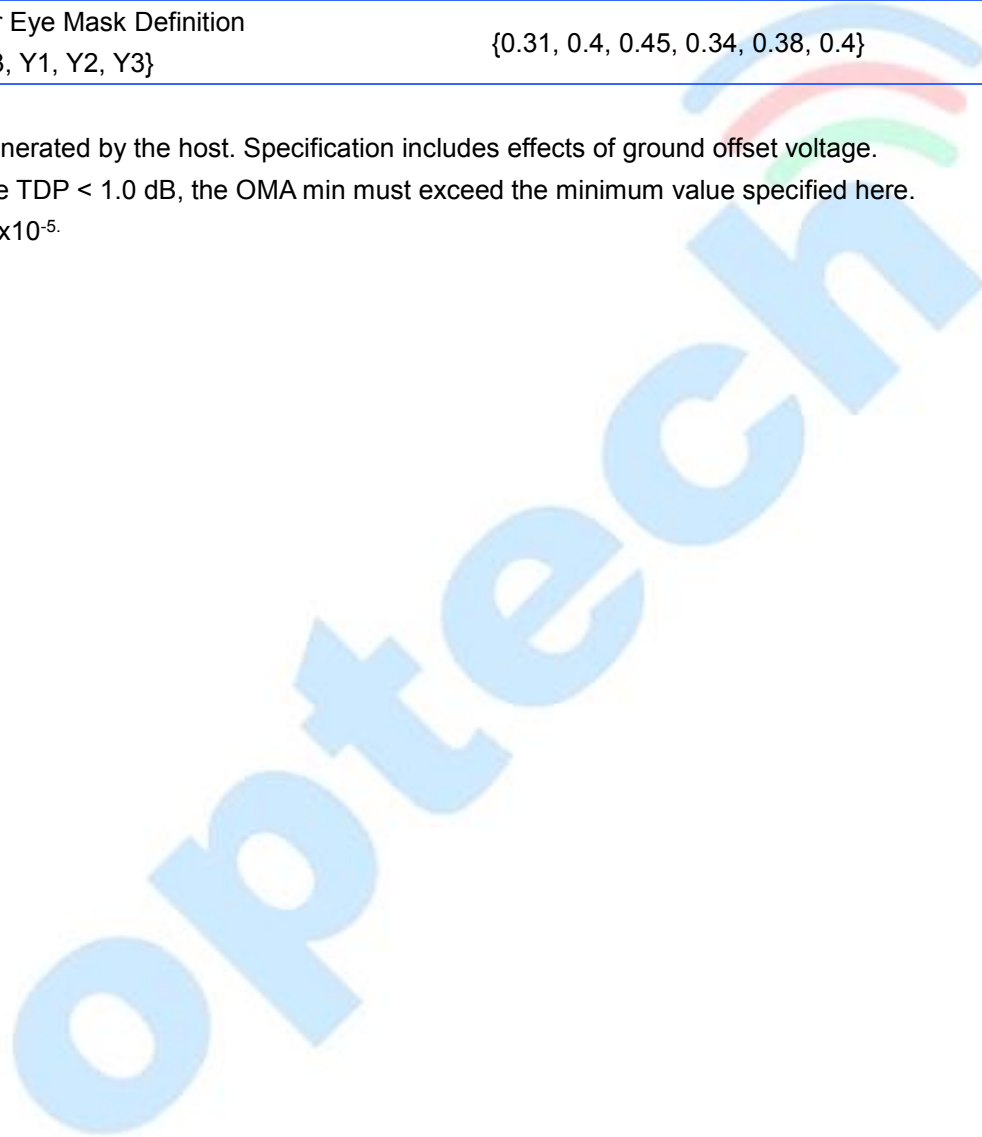 r Eye Mask Definition
3, Y1, Y2, Y3}
{0.31, 0.4, 0.45, 0.34, 0.38, 0.4}
nerated by the host. Specification includes effects of ground offset voltage.
e TDP < 1.0 dB, the OMA min must exceed the minimum value specified here.
x10-5.
optech